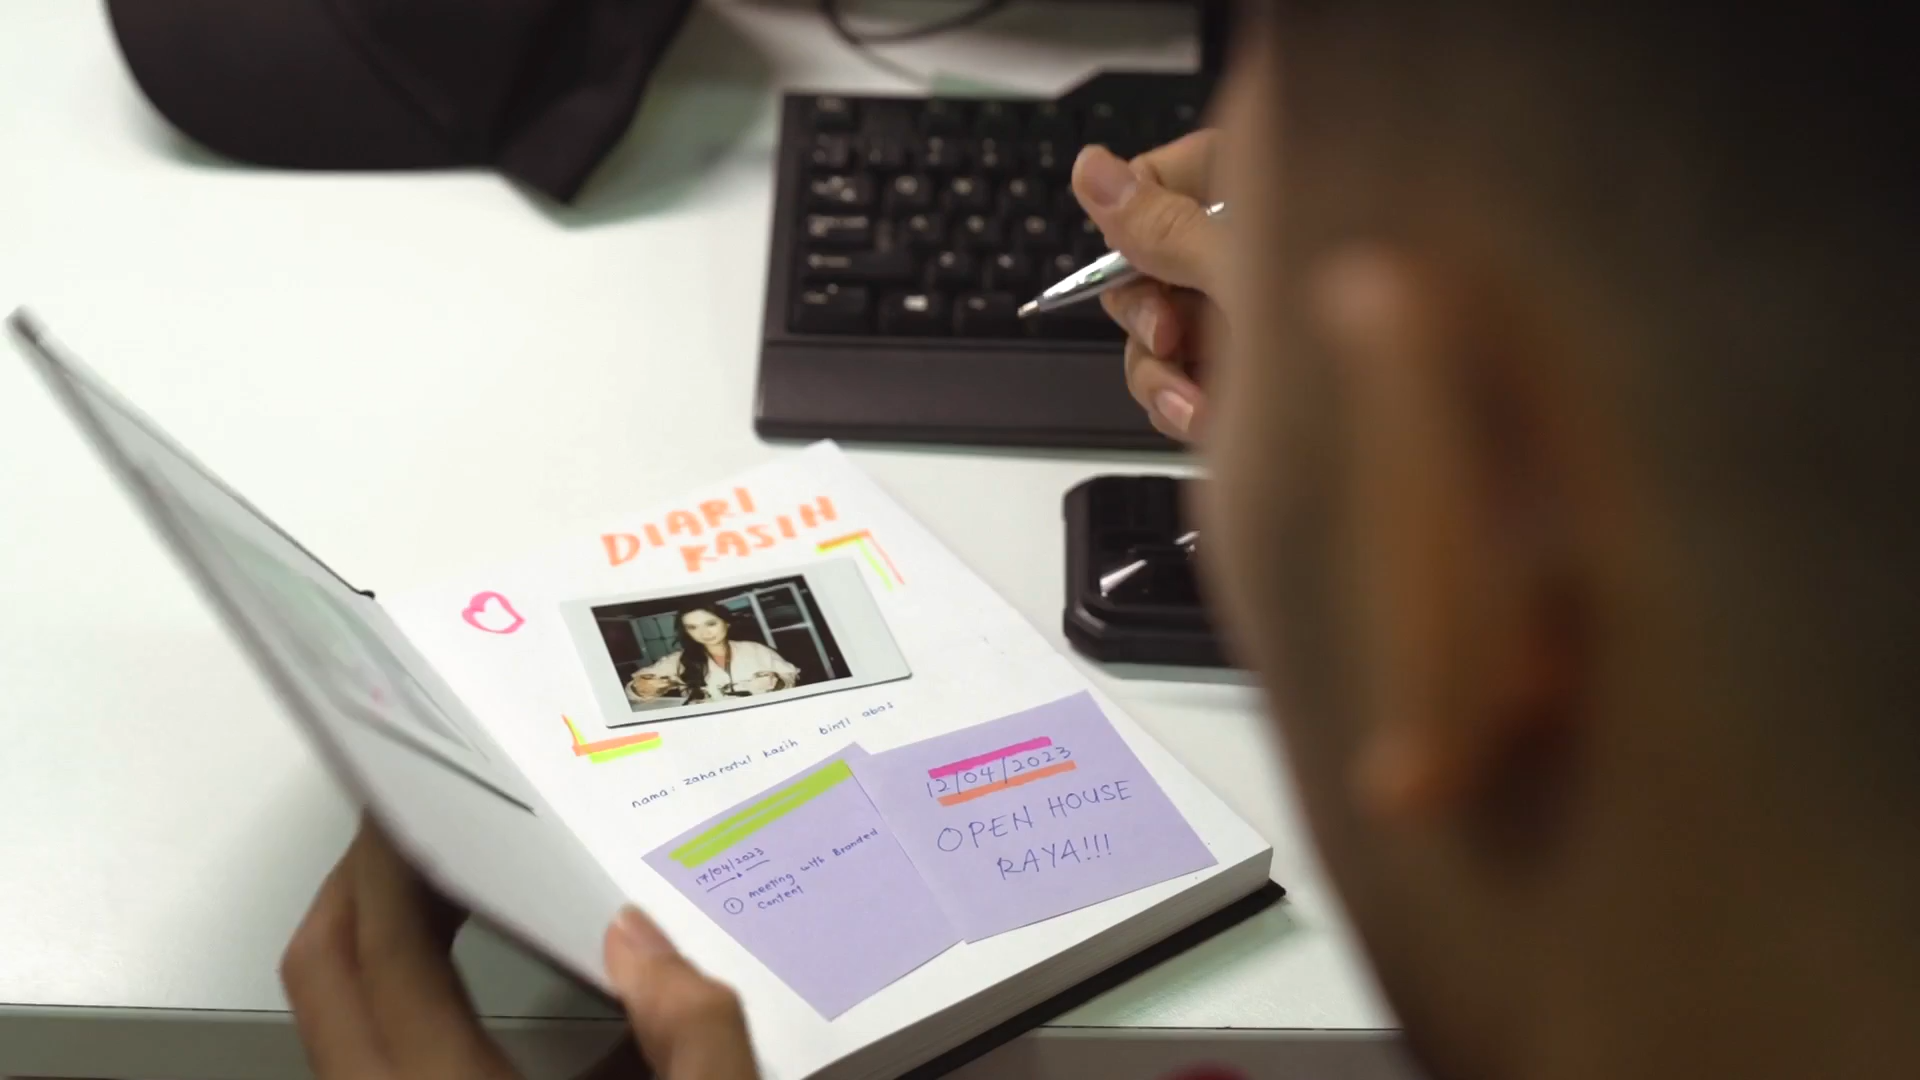 DIARI
KASIH
nama: zaharatul kasih binti abas
12/04/2023
OPEN HOUSE
RAYA!!!
17/04/2023
① meeting with Branded
Content